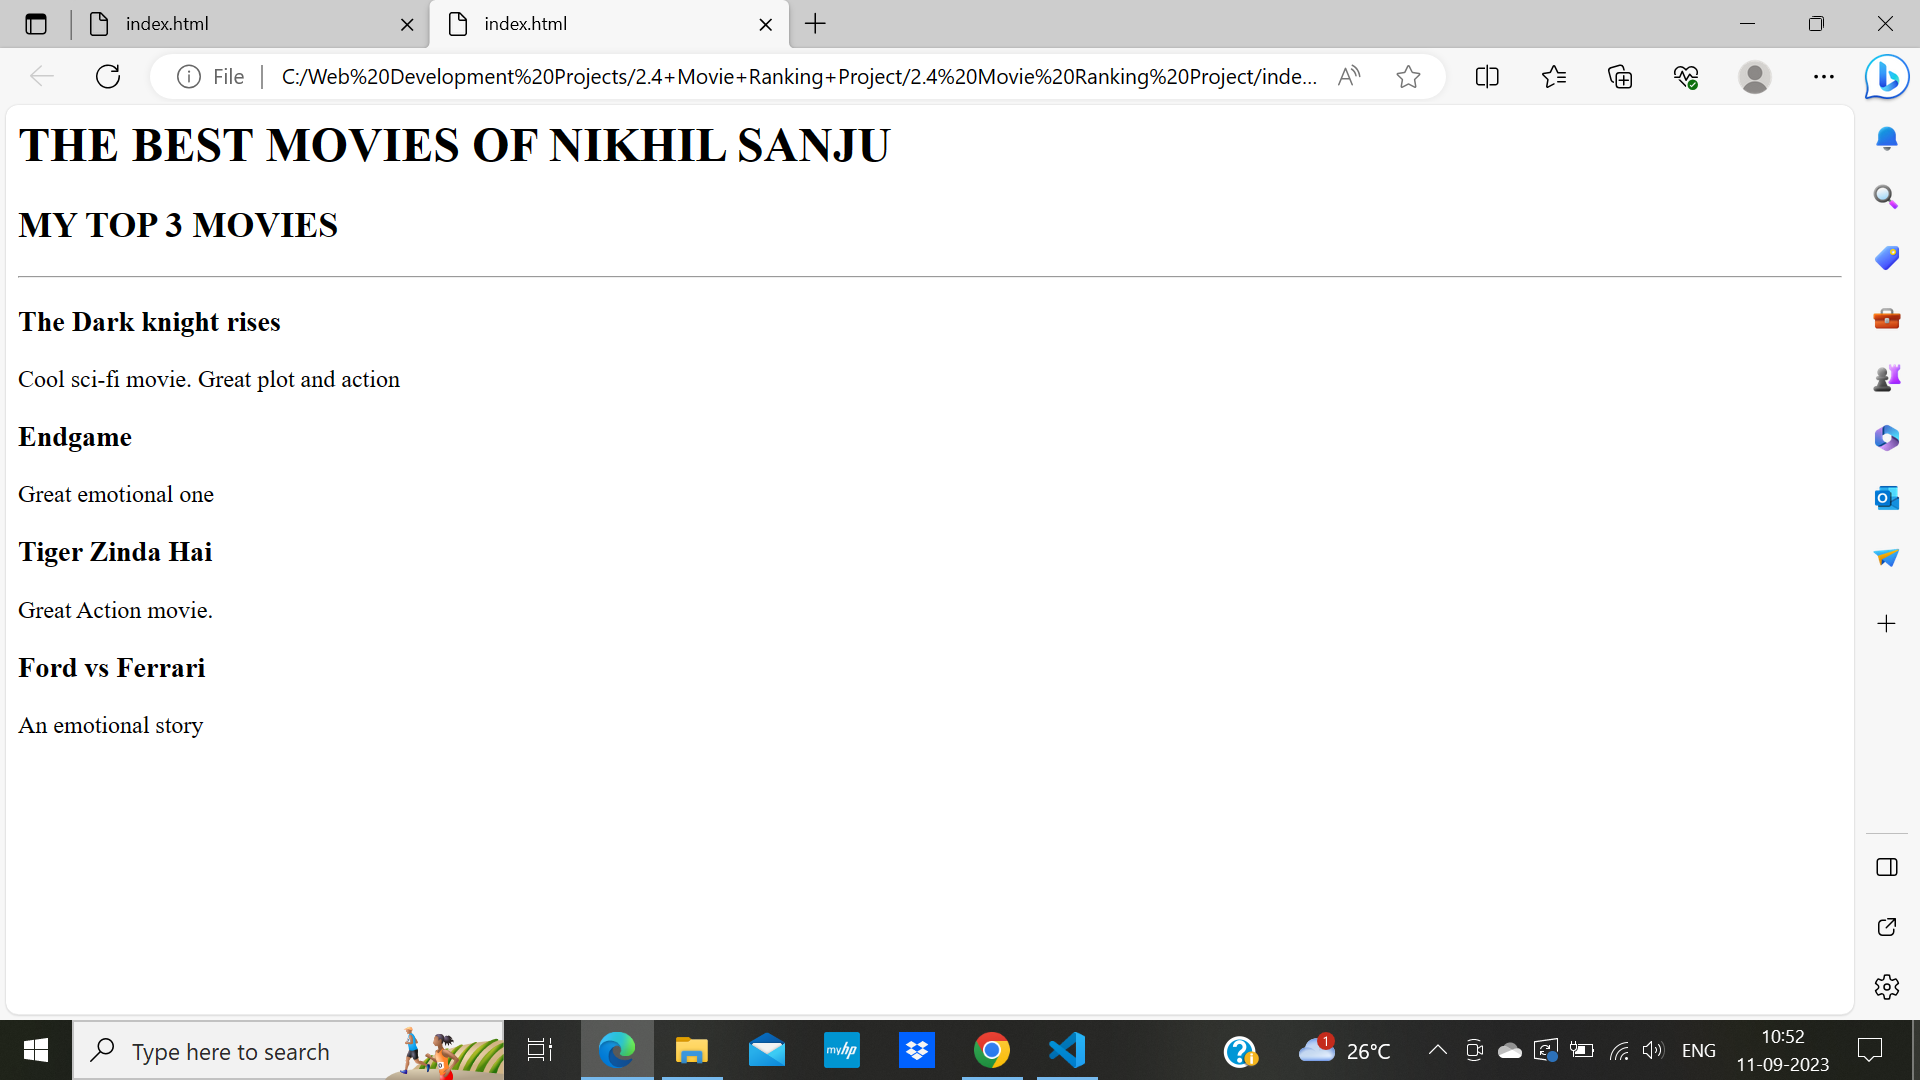 index.html
index.html
File
C:/Web%20Development%20Projects/2.4+Movie+Ranking+Project/2.4%20Movie%20Ranking%20Project/inde...
THE BEST MOVIES OF NIKHIL SANJU
MY TOP 3 MOVIES
The Dark knight rises
Cool sci-fi movie. Great plot and action
Endgame
Great emotional one
Tiger Zinda Hai
Great Action movie.
Ford vs Ferrari
An emotional story
Type here to search
myhp
1
26°C
ENG
10:52
11-09-2023